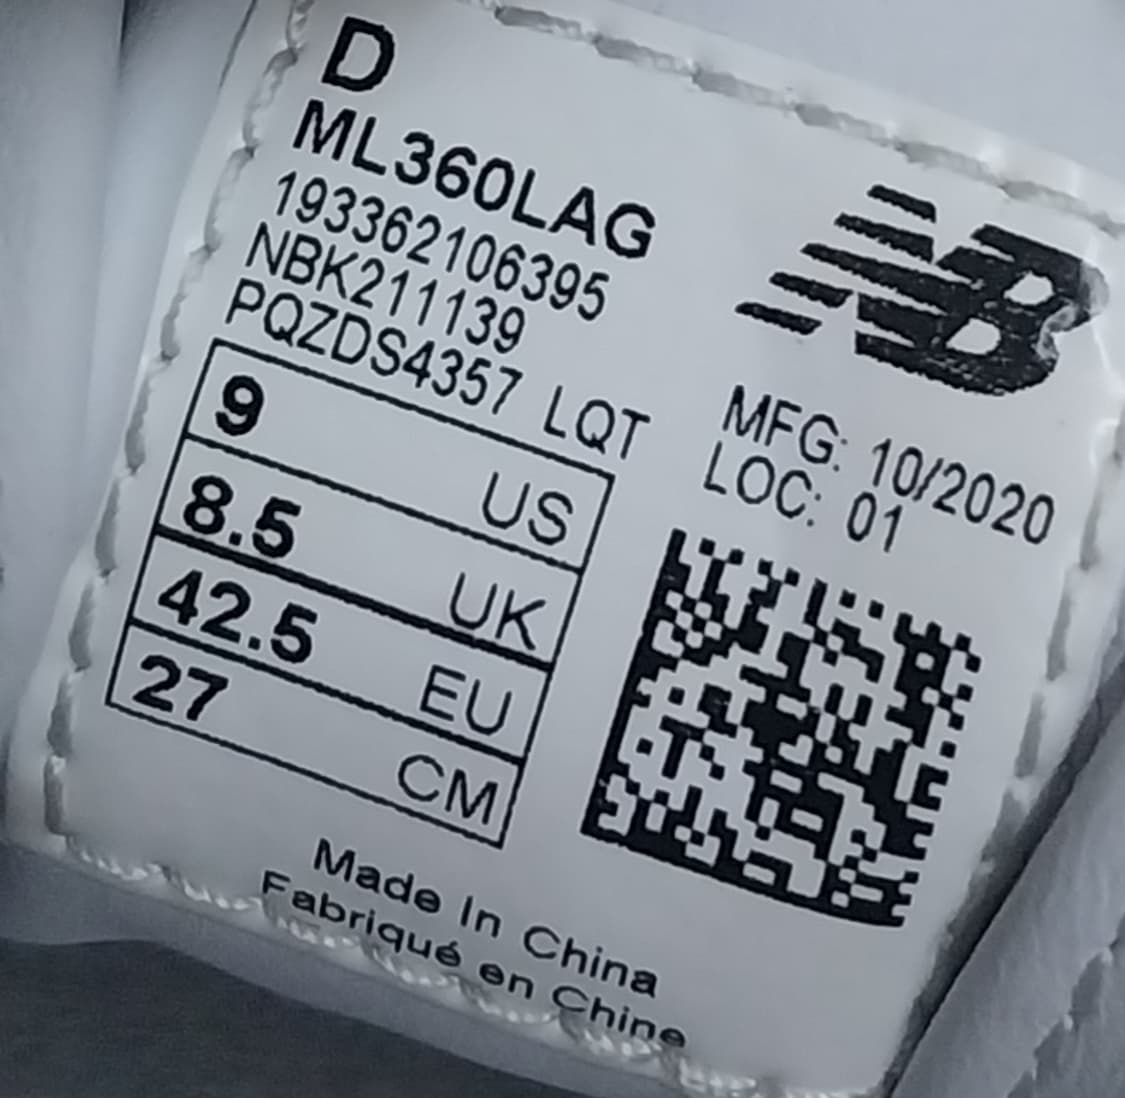 D
ML360LAG
193362106395
NBK211139
PQZDS4357 LQT
9 US
8.5 UK
42.5 EU
27 CM
NB
MFG: 10/2020
LOC: 01
Made In China
Fabriqué en Chine